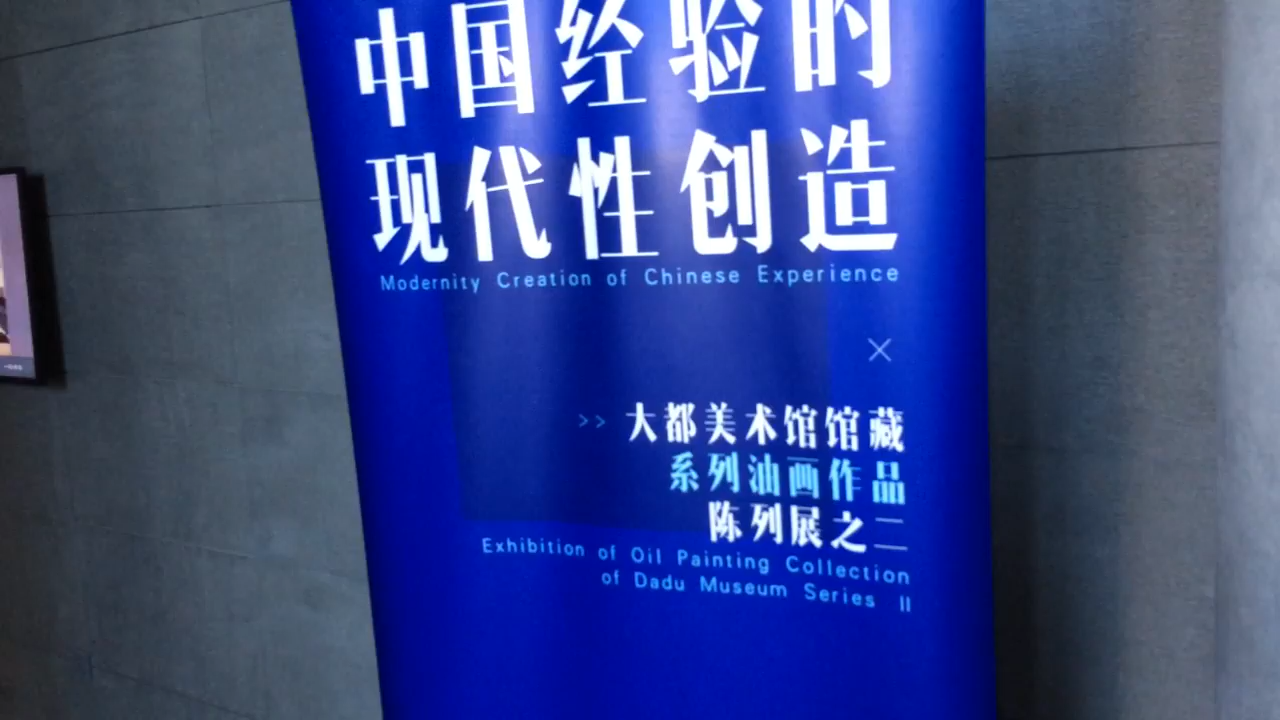 中国经验的
现代性创造
Modernity Creation of Chinese Experience
>> 大都美术馆馆藏
系列油画作品
陈列展之二
Exhibition of Oil Painting Collection
of Dadu Museum Series II